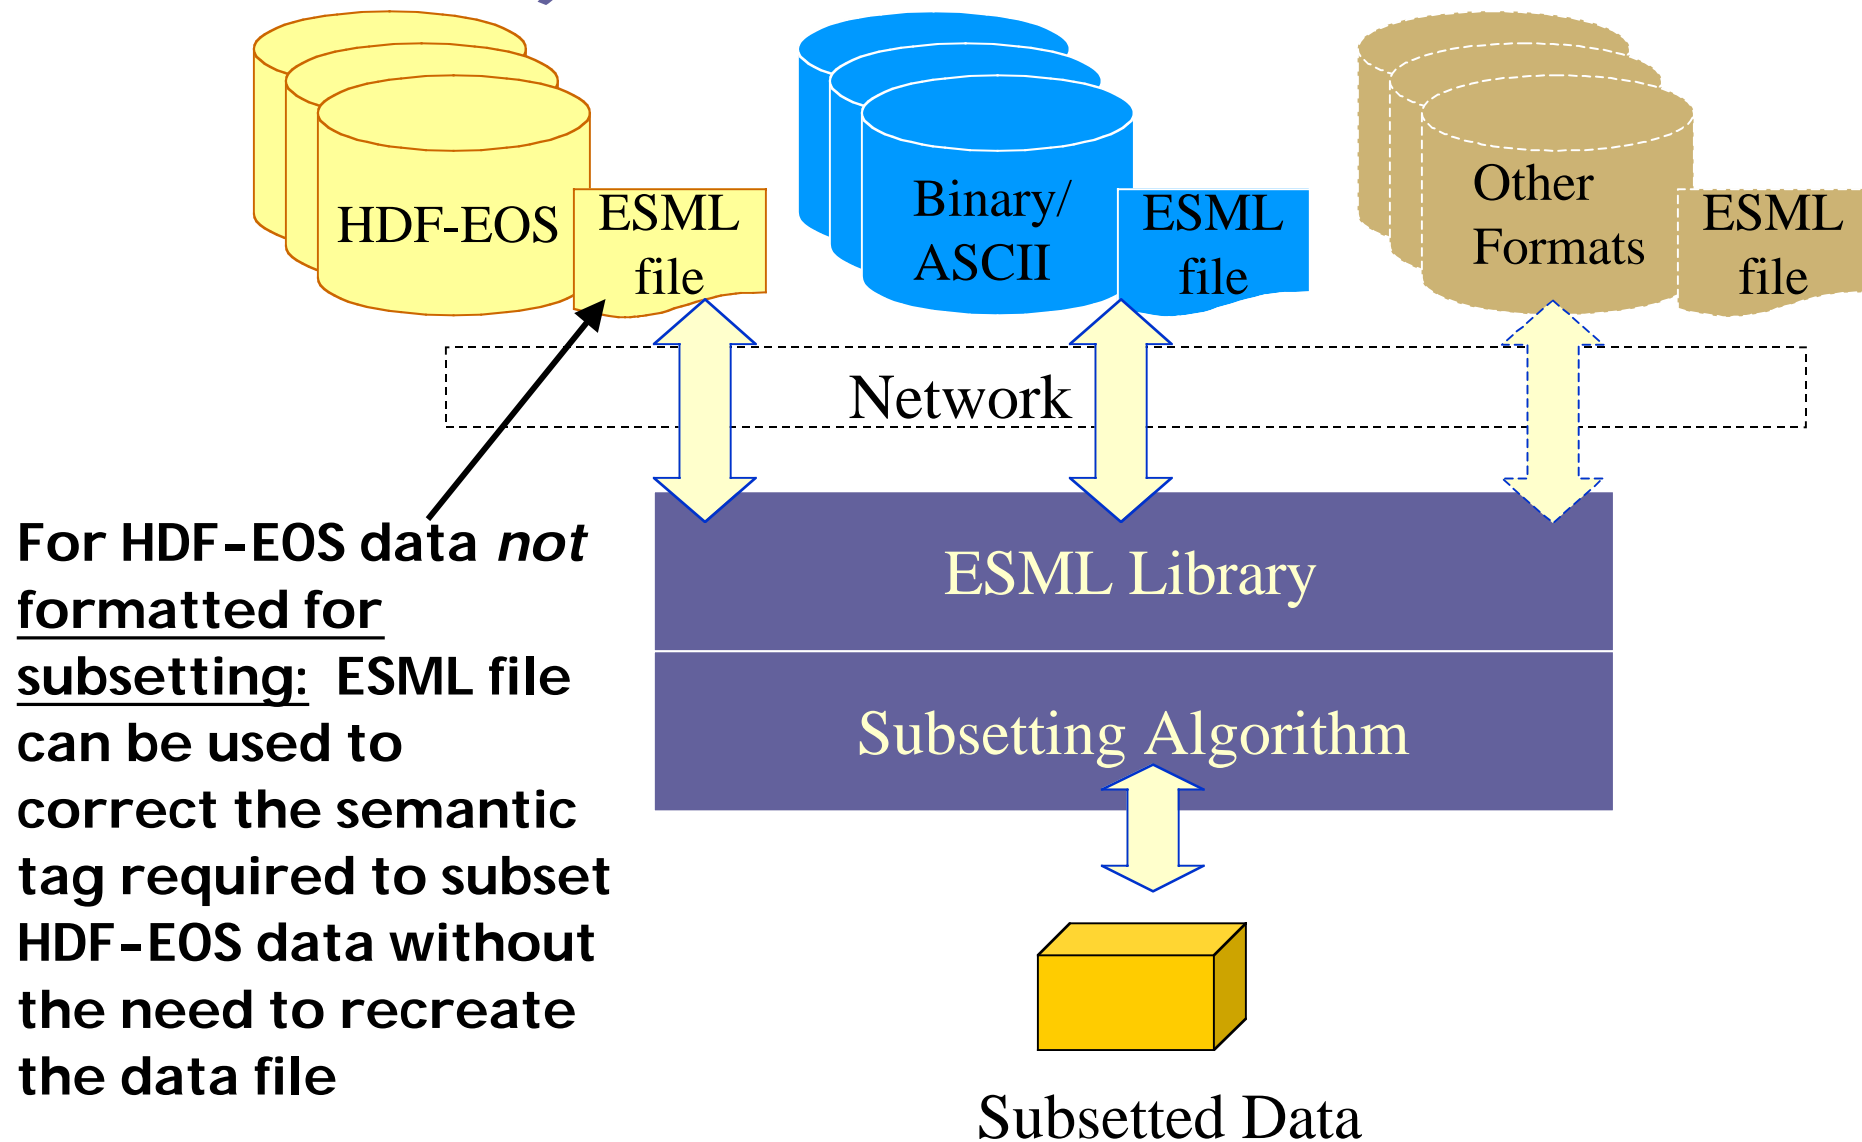 HDF-EOS
ESML
file
Binary/
ASCII
ESML
file
Other
Formats
ESML
file
Network
For HDF-EOS data not
formatted for
subsetting: ESML file
can be used to
correct the semantic
tag required to subset
HDF-EOS data without
the need to recreate
the data file
ESML Library
Subsetting Algorithm
Subsetted Data